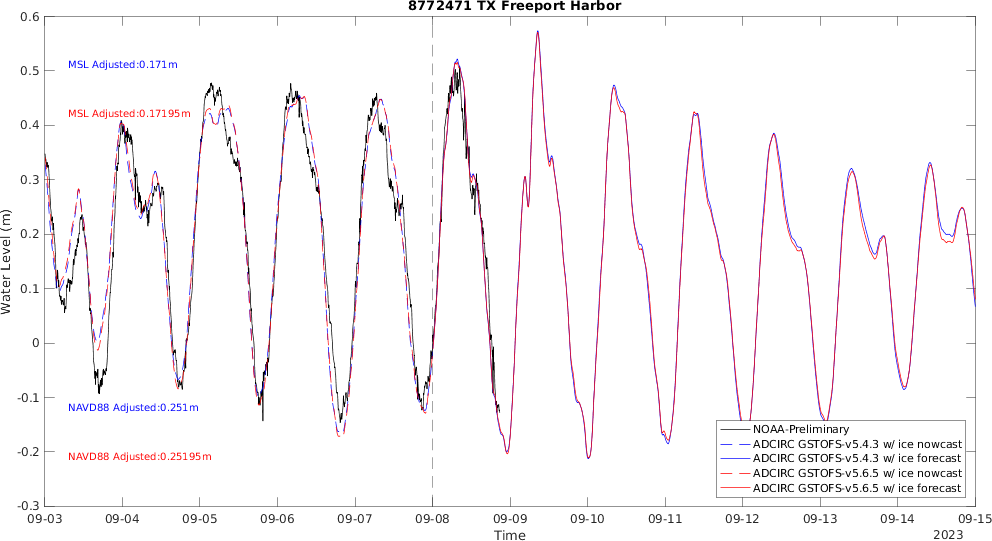 8772471 TX Freeport Harbor
0.6
0.5
0.4
0.3
0.2
0.1
0
-0.1
-0.2
-0.3
Water Level (m)
MSL Adjusted:0.171m
MSL Adjusted:0.17195m
NAVD88 Adjusted:0.251m
NAVD88 Adjusted:0.25195m
NOAA-Preliminary
ADCIRC GSTOFS-v5.4.3 w/ ice nowcast
ADCIRC GSTOFS-v5.4.3 w/ ice forecast
ADCIRC GSTOFS-v5.6.5 w/ ice nowcast
ADCIRC GSTOFS-v5.6.5 w/ ice forecast
09-03 09-04 09-05 09-06 09-07 09-08 09-09 09-10 09-11 09-12 09-13 09-14 09-15
Time
2023